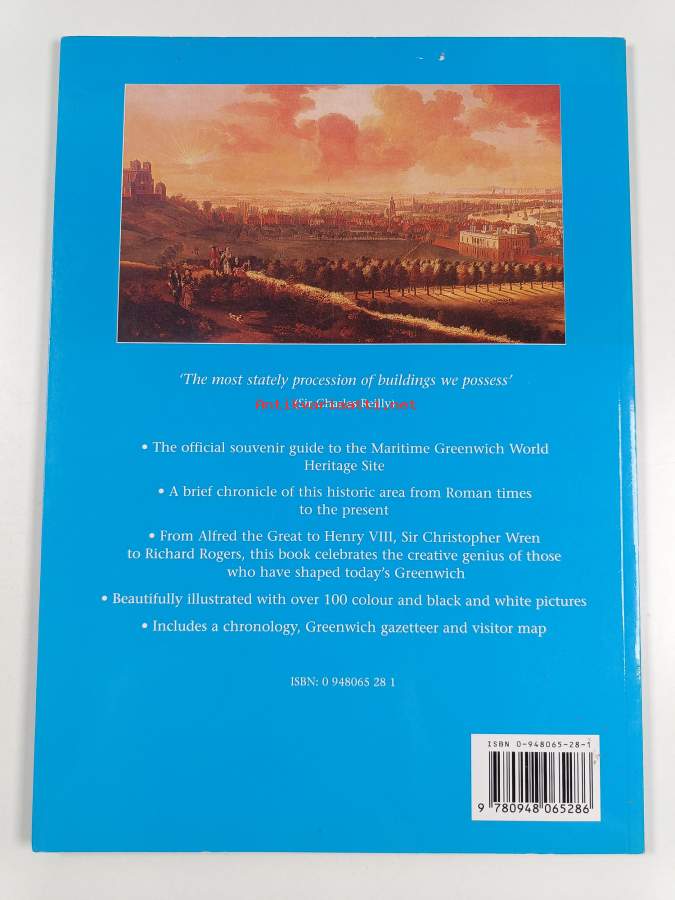 'The most stately procession of buildings we possess'
(Sir Charles Reilly)
Antikvariaatti.net
• The official souvenir guide to the Maritime Greenwich World
Heritage Site
• A brief chronicle of this historic area from Roman times
to the present
• From Alfred the Great to Henry VIII, Sir Christopher Wren
to Richard Rogers, this book celebrates the creative genius of those
who have shaped today's Greenwich
• Beautifully illustrated with over 100 colour and black and white pictures
• Includes a chronology, Greenwich gazetteer and visitor map
ISBN: 0 948065 28 1
ISBN 0-948065-28-1
9 780948 065286